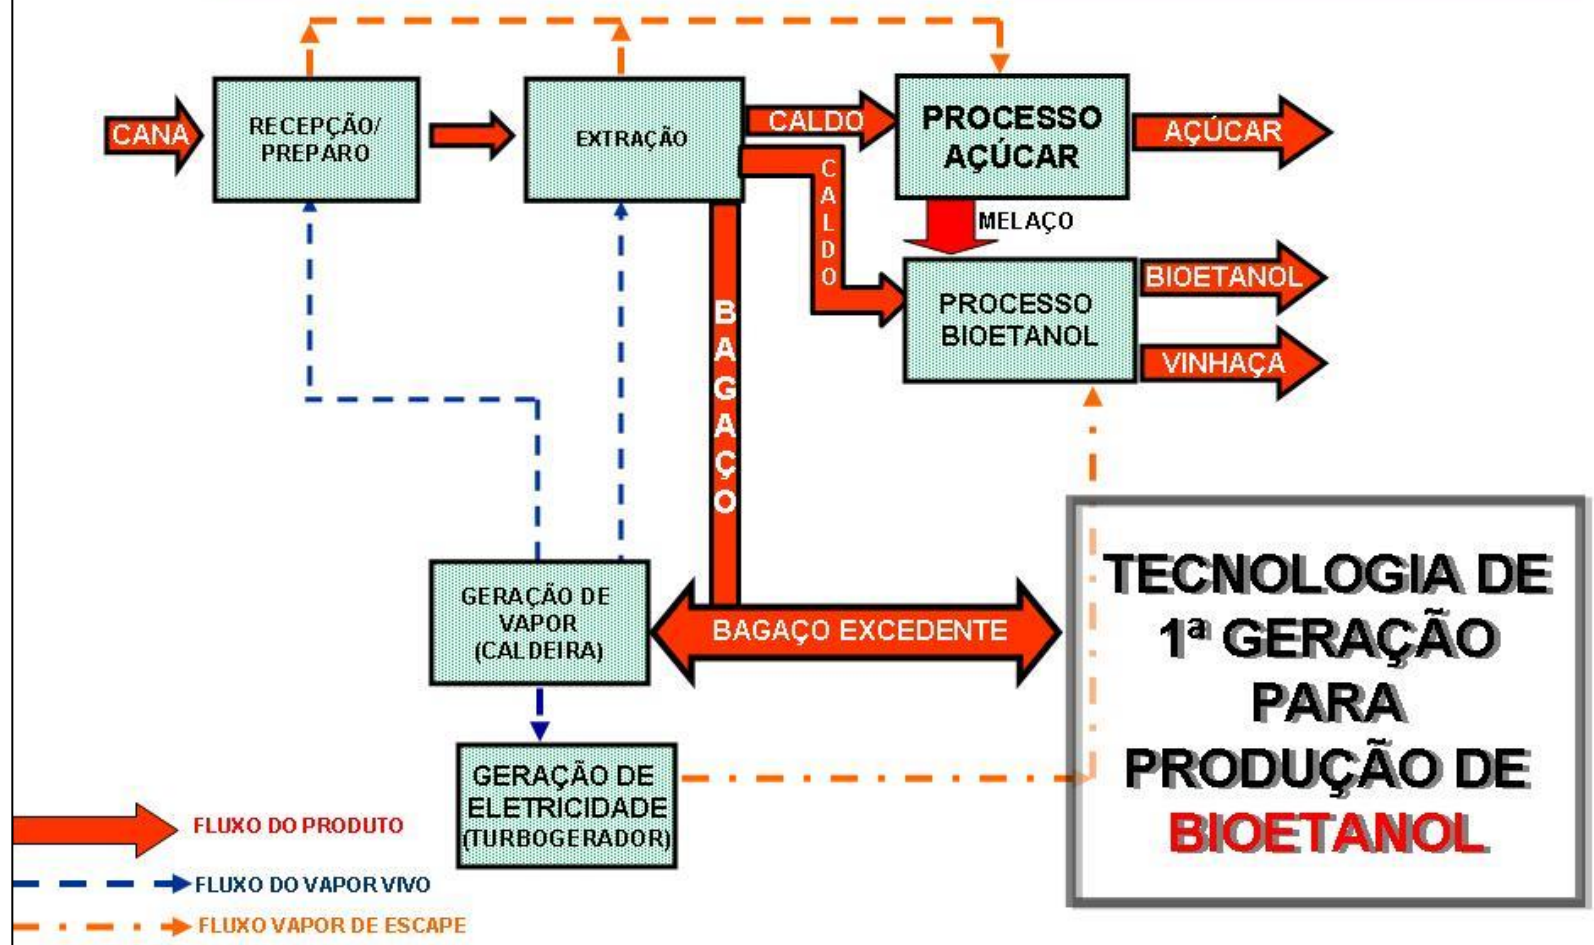 CANA
RECEPÇÃO/
PREPARO
EXTRAÇÃO
CALDO
PROCESSO
AÇÚCAR
AÇÚCAR
CALDO
MELAÇO
PROCESSO
BIOETANOL
BIOETANOL
VINHAÇA
BAGAÇO
GERAÇÃO DE
VAPOR
(CALDEIRA)
BAGAÇO EXCEDENTE
GERAÇÃO DE
ELETRICIDADE
(TURBOGERADOR)
TECNOLOGIA DE
1ª GERAÇÃO
PARA
PRODUÇÃO DE
BIOETANOL
FLUXO DO PRODUTO
FLUXO DO VAPOR VIVO
FLUXO VAPOR DE ESCAPE